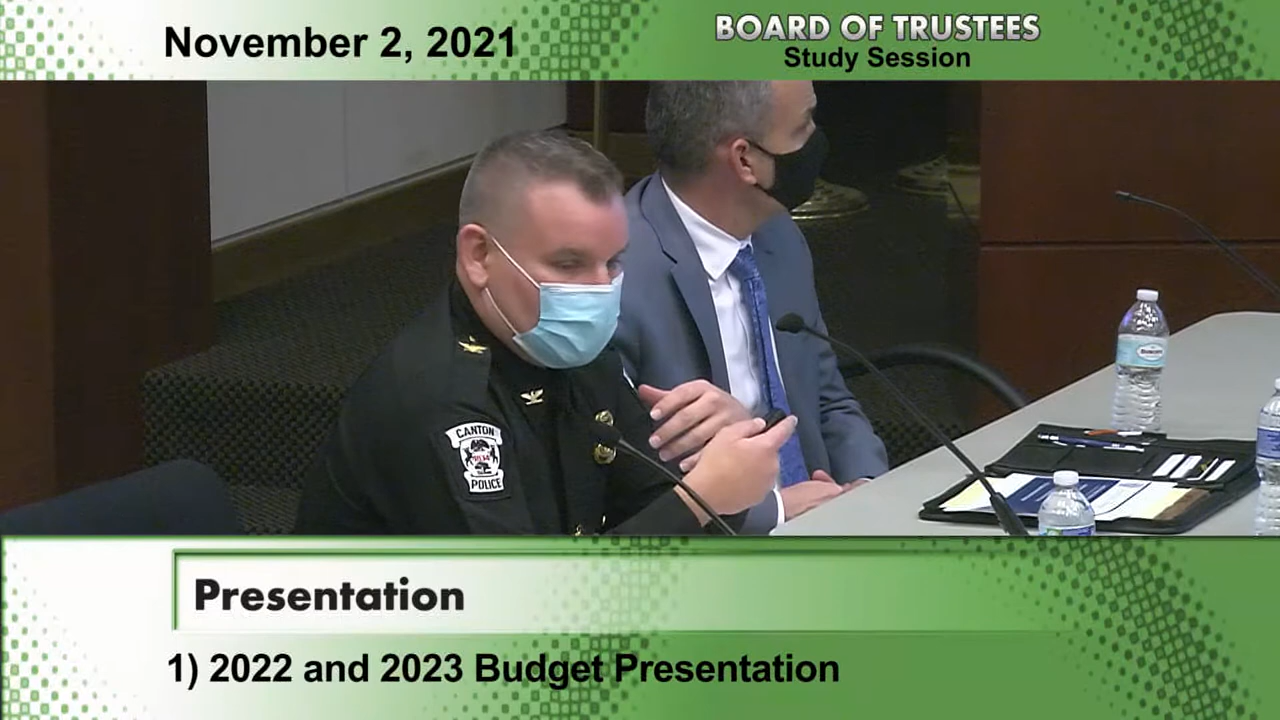 November 2, 2021
BOARD OF TRUSTEES
Study Session
CANTON
POLICE
Presentation
1) 2022 and 2023 Budget Presentation